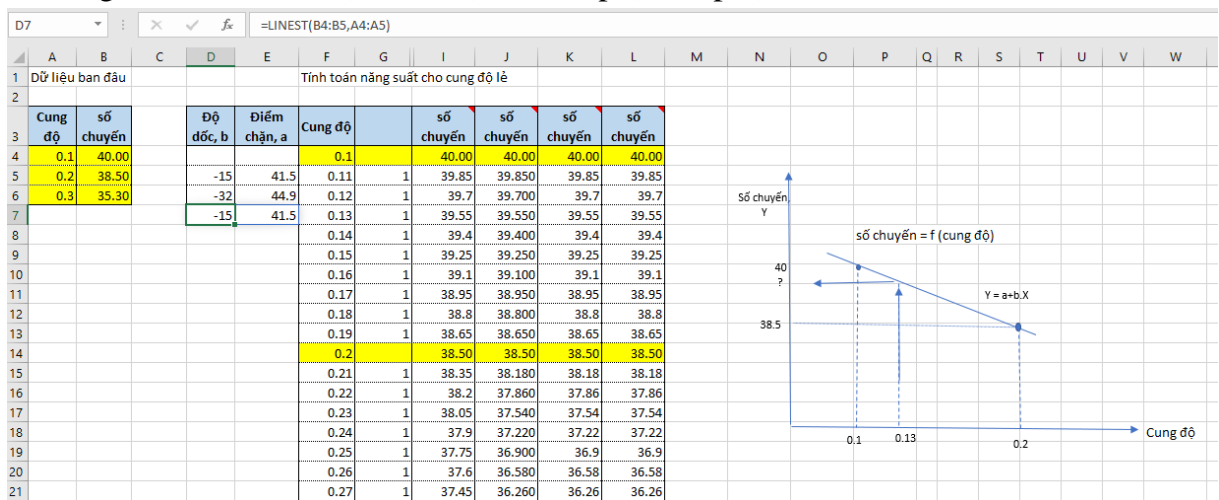 D7 =LINEST(B4:B5,A4:A5)
A B C D E F G I J K L M N O P Q R S T U V W
1 Dữ liệu ban đâu Tính toán năng suất cho cung độ lẻ
2
3 Cung độ số chuyến Độ dốc, b Điểm chặn, a Cung độ số chuyến số chuyến số chuyến số chuyến
4 0.1 40.00 0.1 40.00 40.00 40.00 40.00
5 0.2 38.50 -15 41.5 0.11 1 39.85 39.850 39.85 39.85
6 0.3 35.30 -32 44.9 0.12 1 39.7 39.700 39.7 39.7
7 -15 41.5 0.13 1 39.55 39.550 39.55 39.55
8 0.14 1 39.4 39.400 39.4 39.4
9 0.15 1 39.25 39.250 39.25 39.25
10 0.16 1 39.1 39.100 39.1 39.1
11 0.17 1 38.95 38.950 38.95 38.95
12 0.18 1 38.8 38.800 38.8 38.8
13 0.19 1 38.65 38.650 38.65 38.65
14 0.2 38.50 38.50 38.50 38.50
15 0.21 1 38.35 38.180 38.18 38.18
16 0.22 1 38.2 37.860 37.86 37.86
17 0.23 1 38.05 37.540 37.54 37.54
18 0.24 1 37.9 37.220 37.22 37.22
19 0.25 1 37.75 36.900 36.9 36.9
20 0.26 1 37.6 36.580 36.58 36.58
21 0.27 1 37.45 36.260 36.26 36.26
Số chuyến,
Y
số chuyến = f (cung độ)
40
?
Y = a+b.X
38.5
Cung độ
0.1 0.13 0.2